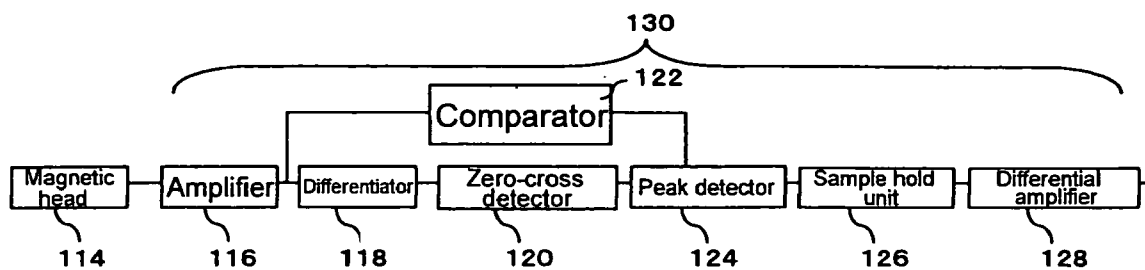 130
122
Comparator
Magnetic
head
Amplifier
Differentiator
Zero-cross
detector
Peak detector
Sample hold
unit
Differential
amplifier
114
116
118
120
124
126
128